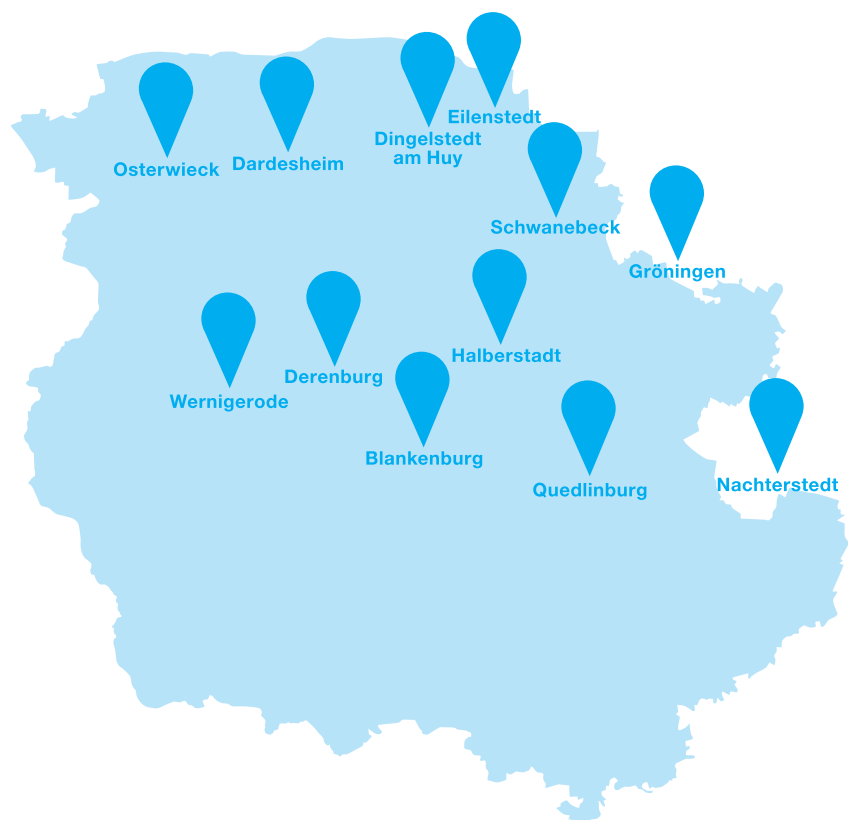 Eilenstedt
Dingelstedt
am Huy
Dardesheim
Osterwieck
Schwanebeck
Gröningen
Halberstadt
Derenburg
Wernigerode
Blankenburg
Nachterstedt
Quedlinburg